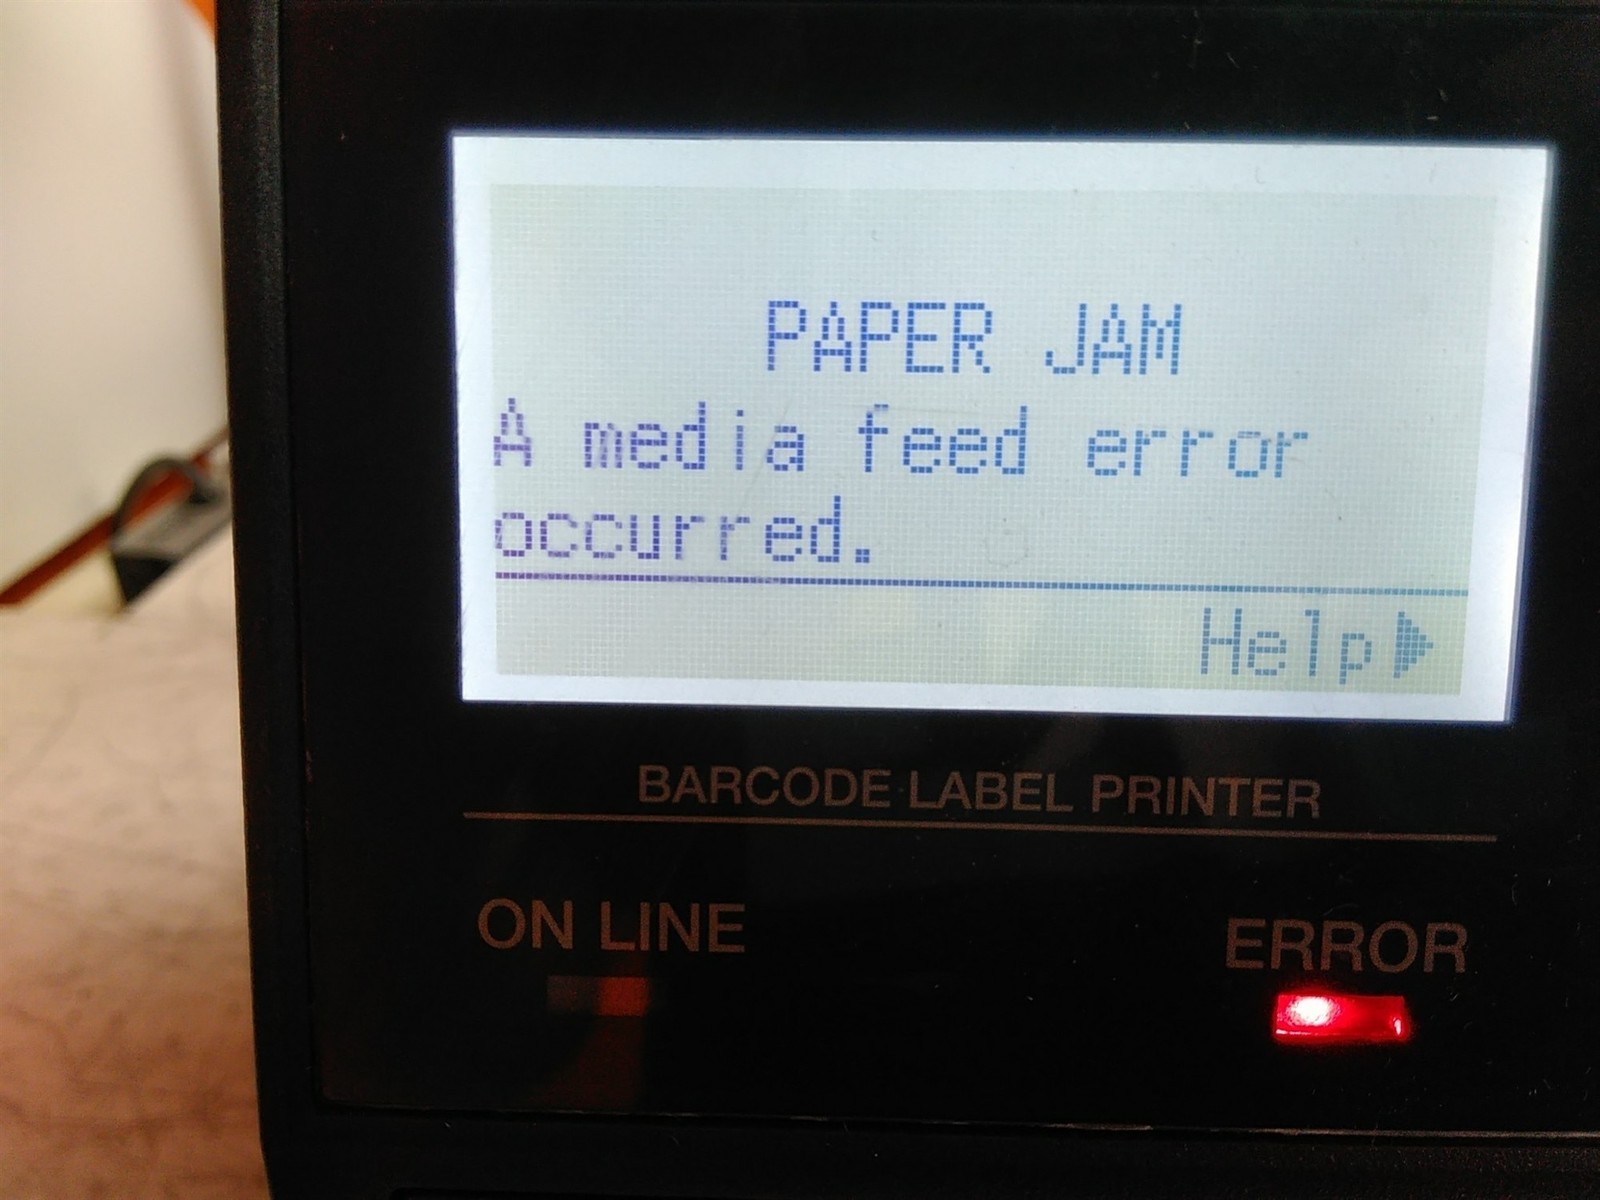 PAPER JAM
A media feed error
occurred.
Help
BARCODE LABEL PRINTER
ON LINE
ERROR